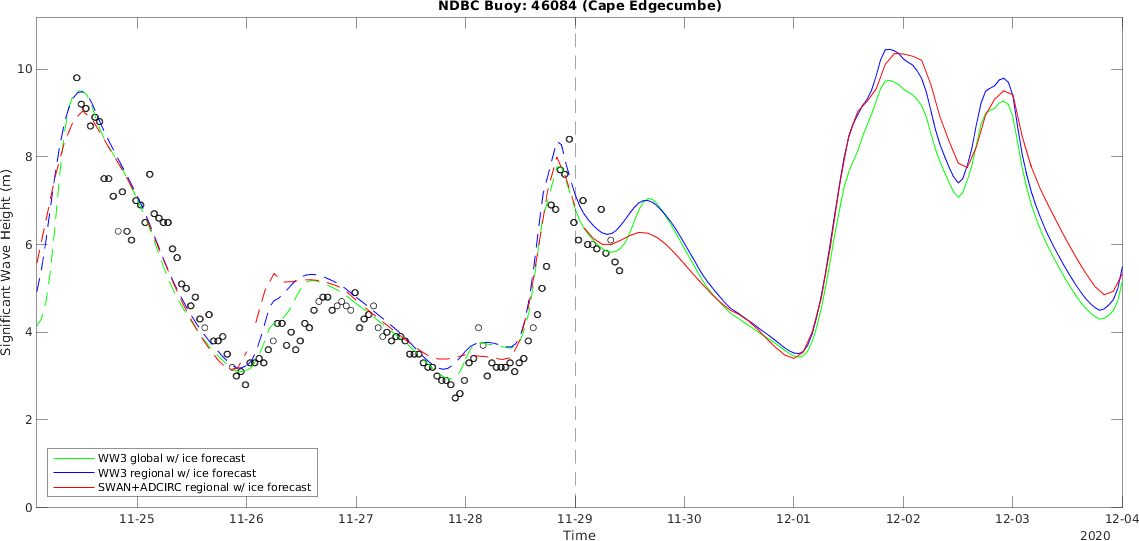 NDBC Buoy: 46084 (Cape Edgecumbe)
Significant Wave Height (m)
10
8
6
4
2
0
WW3 global w/ ice forecast
WW3 regional w/ ice forecast
SWAN+ADCIRC regional w/ ice forecast
11-25 11-26 11-27 11-28 11-29 11-30 12-01 12-02 12-03 12-04
Time
2020